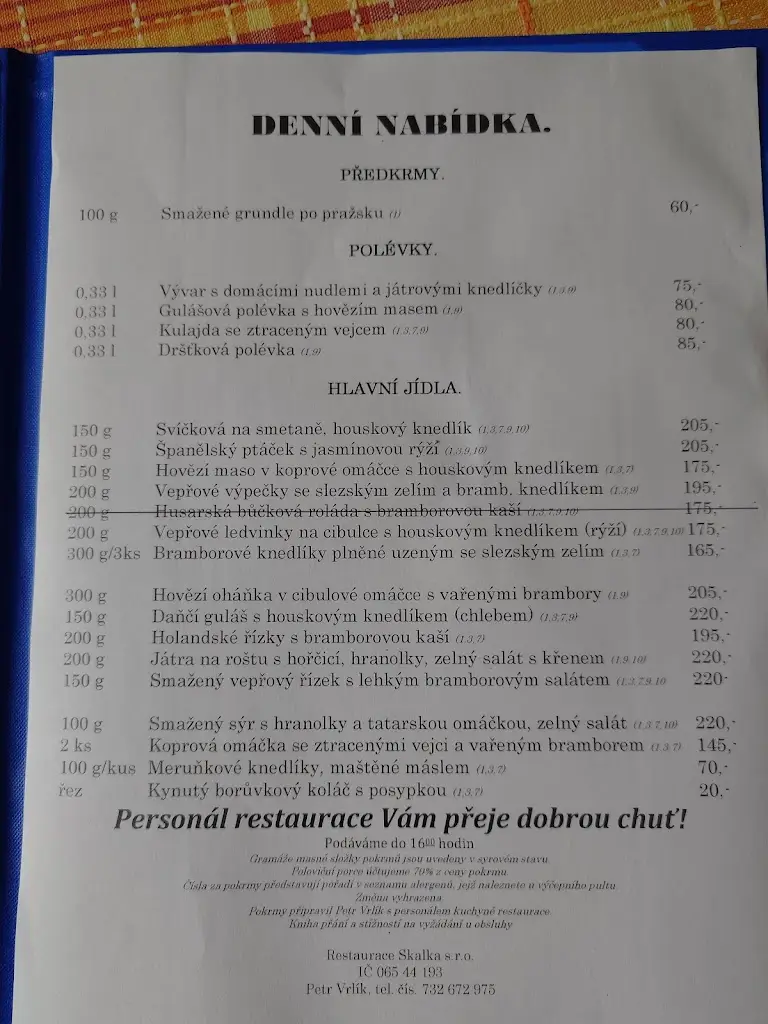 DENNÍ NABÍDKA.
PŘEDKRMY.
100 g Smažené grundle po pražsku (1) 60,-
POLÉVKY.
0,33 l Vývar s domácími nudlemi a játrovými knedlíčky (1,3,9) 75,-
0,33 l Gulášová polévka s hovězím masem (1,9) 80,-
0,33 l Kulajda se ztraceným vejcem (1,3,7,9) 80,-
0,33 l Dršťková polévka (1,9) 85,-
HLAVNÍ JÍDLA.
150 g Svíčková na smetaně, houskový knedlík (1,3,7,9,10) 205,-
150 g Španělský ptáček s jasmínovou rýží (1,3,9,10) 205,-
150 g Hovězí maso v koprové omáčce s houskovým knedlíkem (1,3,7) 175,-
200 g Vepřové výpečky se slezským zelím a bramb. knedlíkem (1,3,9) 195,-
200 g Husarská bůčková roláda s bramborovou kaší (1,3,7,9,10) 175,-
200 g Vepřové ledvinky na cibulce s houskovým knedlíkem (rýží) (1,3,7,9,10) 175,-
300 g/3ks Bramborové knedlíky plněné uzeným se slezským zelím (1,3,7) 165,-
300 g Hovězí oháňka v cibulové omáčce s vařenými brambory (1,9) 205,-
150 g Daňčí guláš s houskovým knedlíkem (chlebem) (1,3,7,9) 220,-
200 g Holandské řízky s bramborovou kaší (1,3,7) 195,-
200 g Játra na roštu s hořčicí, hranolky, zelný salát s křenem (1,9,10) 220,-
150 g Smažený vepřový řízek s lehkým bramborovým salátem (1,3,7,9,10 220-
100 g Smažený sýr s hranolky a tatarskou omáčkou, zelný salát (1,3,7,10) 220,-
2 ks Koprová omáčka se ztracenými vejci a vařeným bramborem (1,3,7) 145,-
100 g/kus Meruňkové knedlíky, maštěné máslem (1,3,7) 70,-
řez Kynutý borůvkový koláč s posypkou (1,3,7) 20,-
Personál restaurace Vám přeje dobrou chuť!
Podáváme do 16⁰⁰ hodin
Gramáže masné složky pokrmů jsou uvedeny v syrovém stavu.
Poloviční porce účtujeme 70% z ceny pokrmu.
Čísla za pokrmy představují pořadí v seznamu alergenů, jejž naleznete u výčepního pultu.
Změna vyhrazena.
Pokrmy připravil Petr Vrlík s personálem kuchyně restaurace.
Kniha přání a stížností na vyžádání u obsluhy
Restaurace Skalka s.r.o.
IČ 065 44 193
Petr Vrlík, tel. čís. 732 672 975